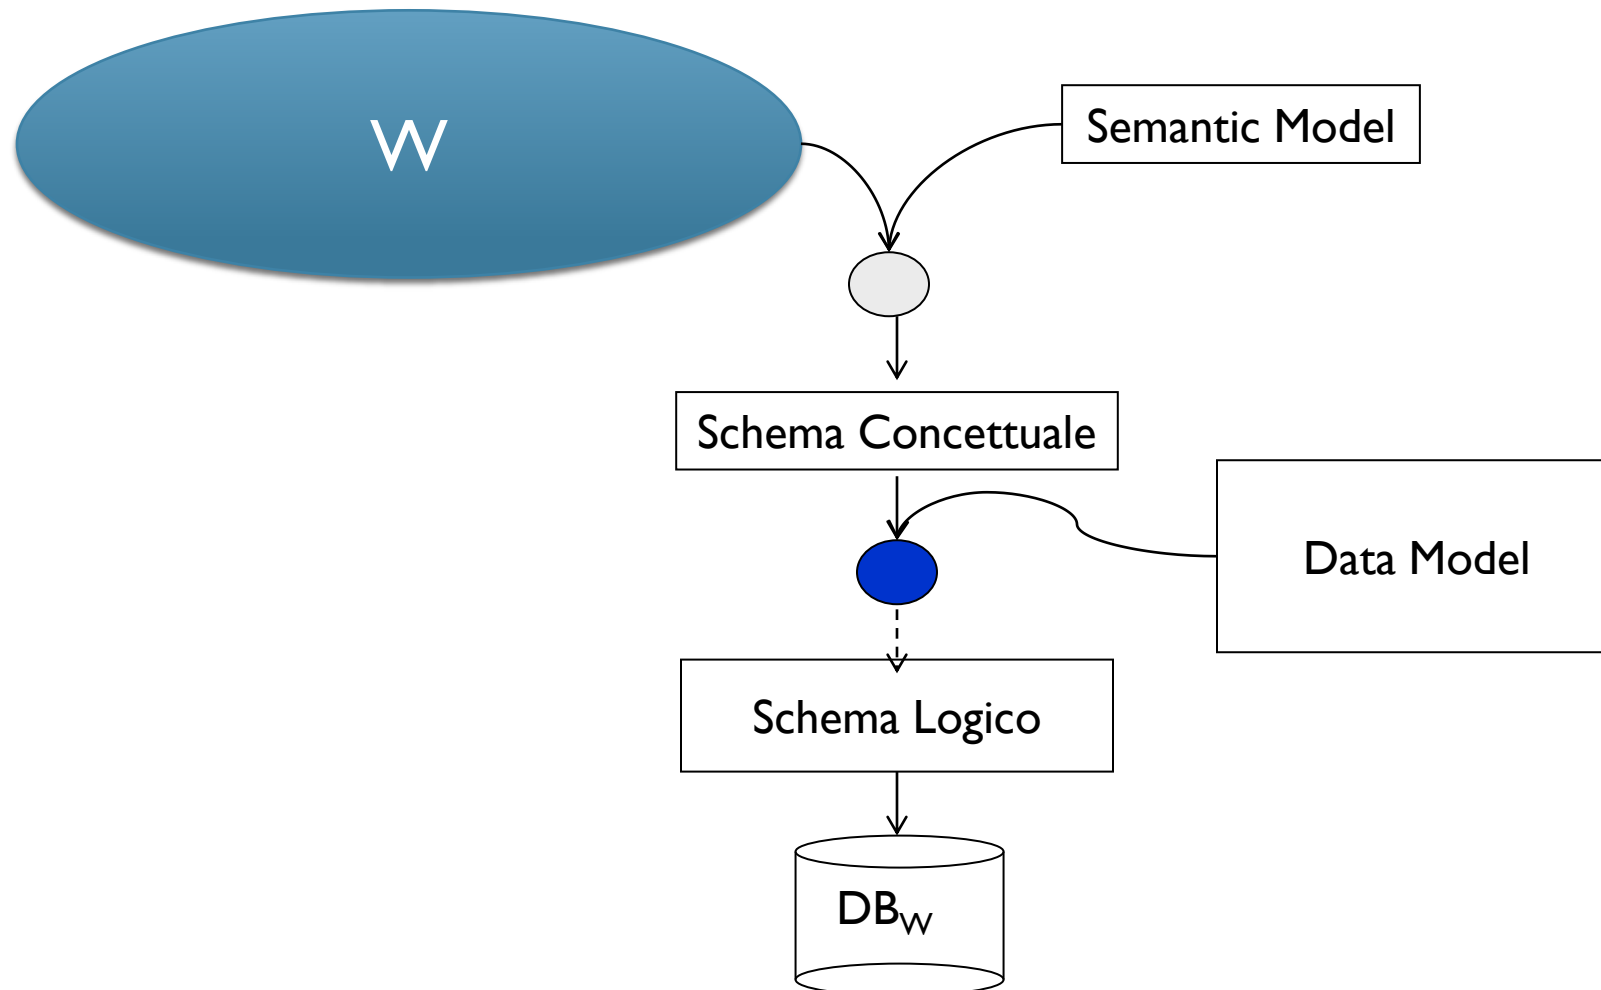 W
Semantic Model
Schema Concettuale
Data Model
Schema Logico
DBW